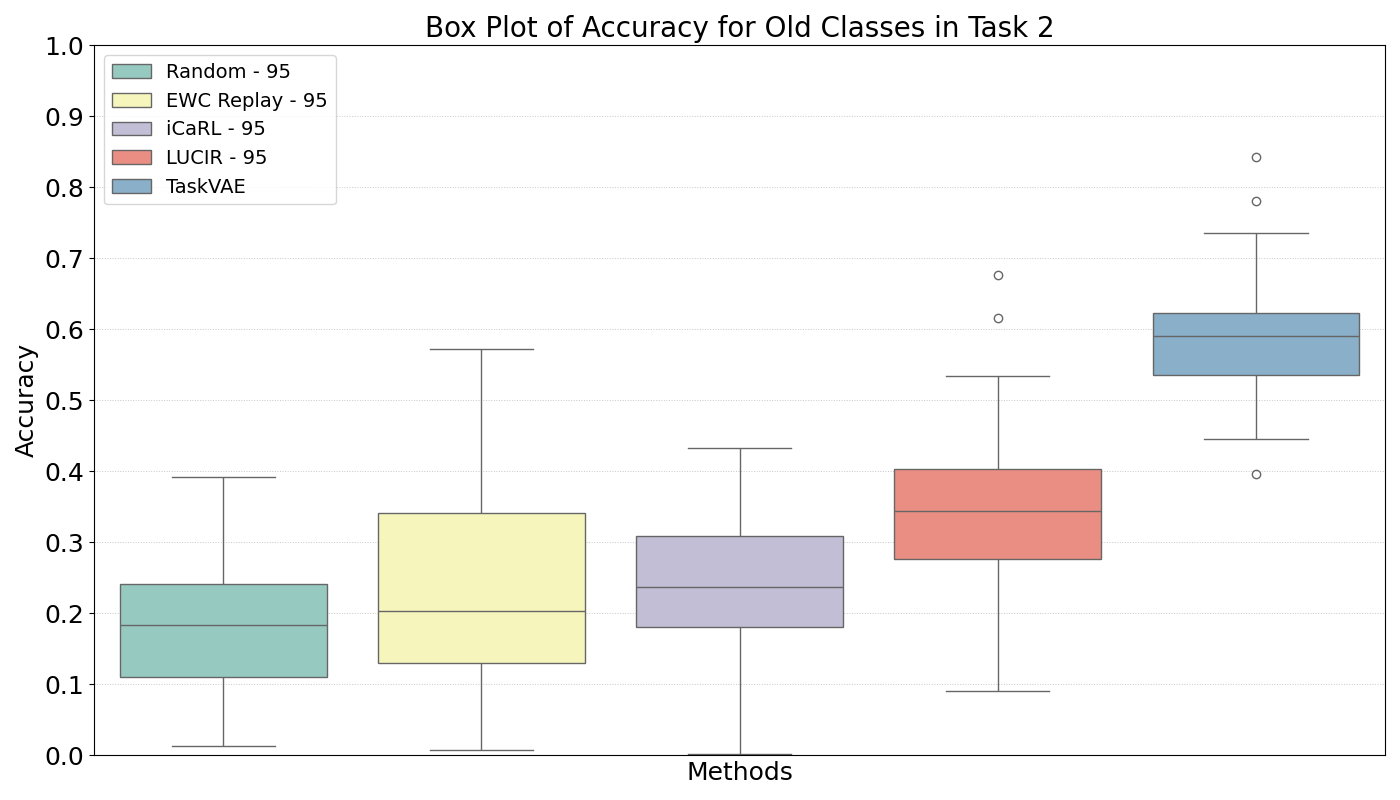 Box Plot of Accuracy for Old Classes in Task 2
1.0
0.9
0.8
0.7
0.6
0.5
0.4
0.3
0.2
0.1
0.0
Accuracy
Random - 95
EWC Replay - 95
iCaRL - 95
LUCIR - 95
TaskVAE
Methods